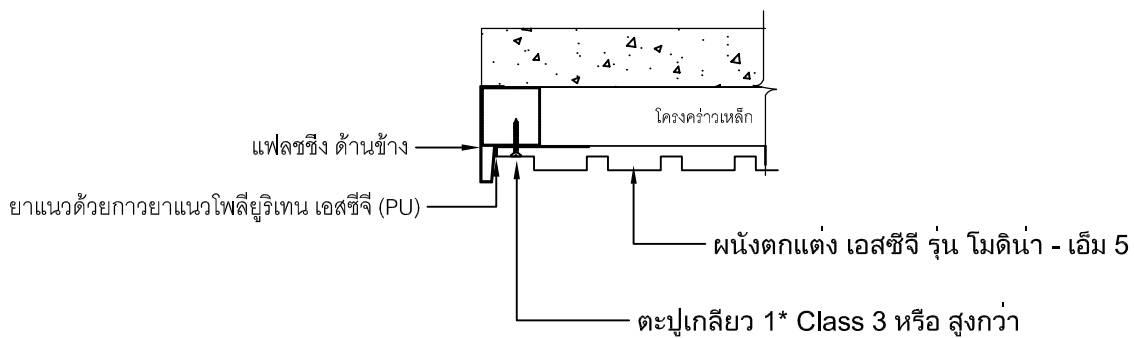 โครงคร่าวเหล็ก
แฟลชชิ่ง ด้านข้าง
ยาแนวด้วยกาวยาแนวโพลียูริเทน เอสซีจี (PU)
ผนังตกแต่ง เอสซีจี รุ่น โมดิน่า - เอ็ม 5
ตะปูเกลียว 1* Class 3 หรือ สูงกว่า